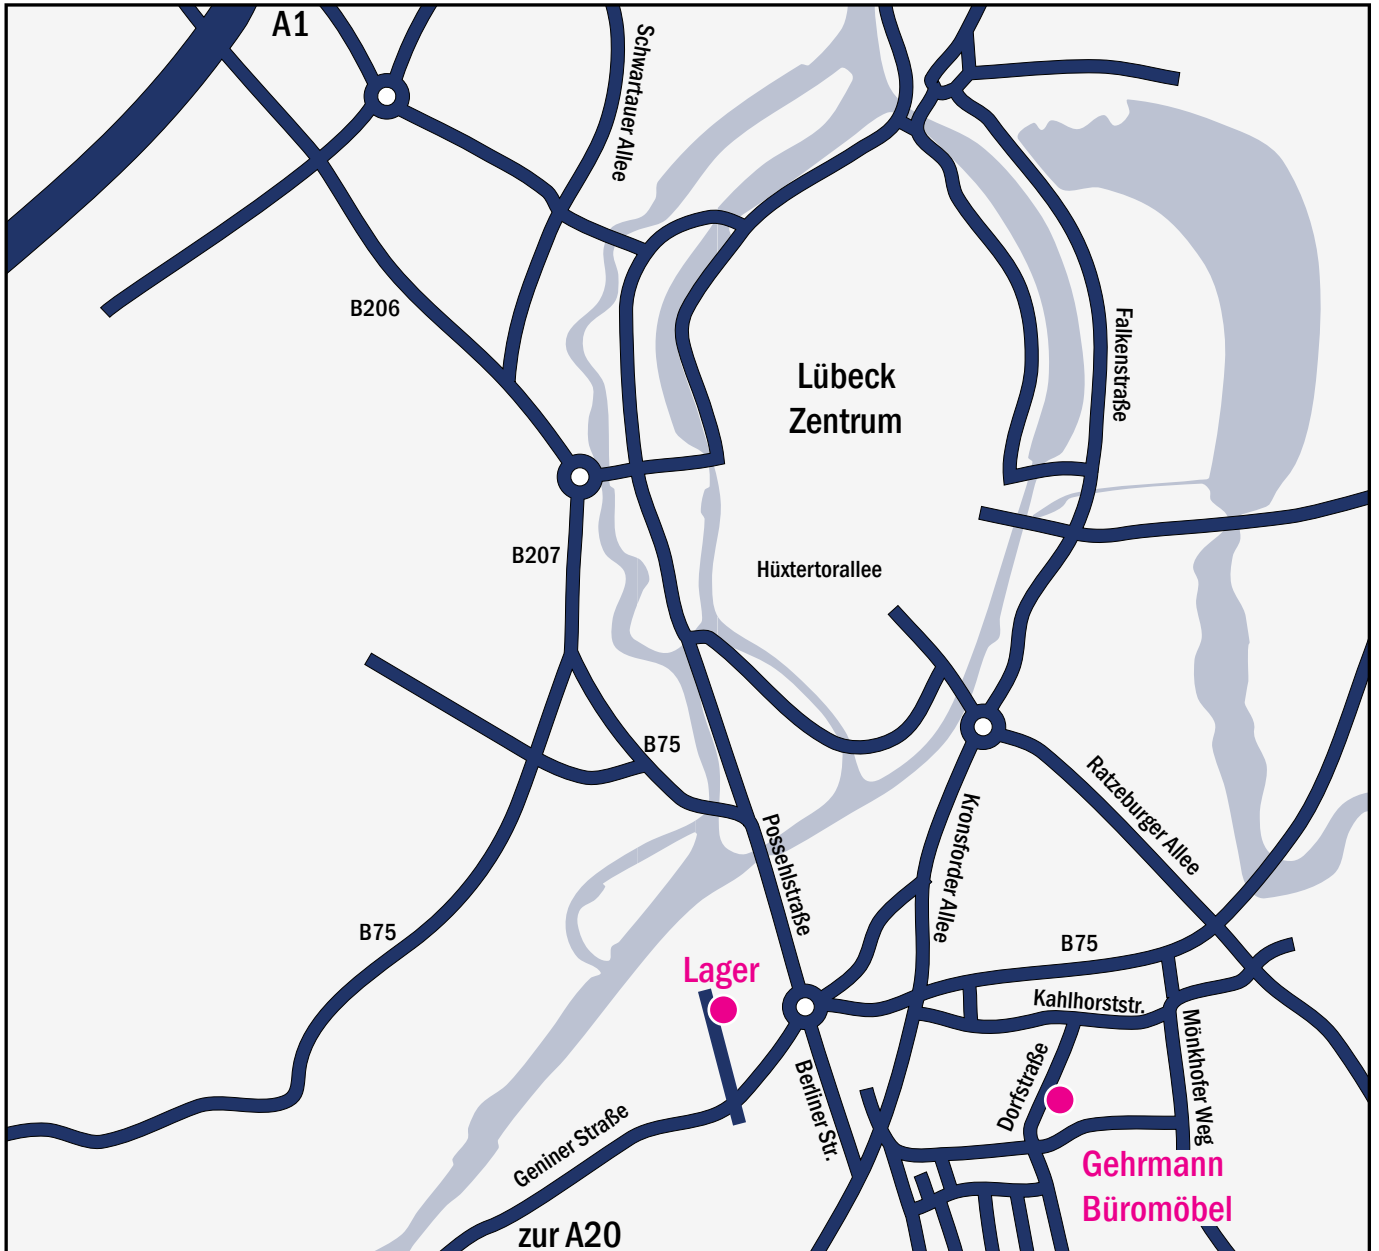 A1
Schwartauer Allee
B206
Lübeck
Zentrum
Falkenstraße
B207
Hüxtertorallee
B75
Ratzeburger Allee
Possehlstraße
Kronsforder Allee
B75
B75
Lager
Kahlhorststr.
Mönkhofer Weg
Dorfstraße
Berliner Str.
Geniner Straße
Gehrmann
Büromöbel
zur A20